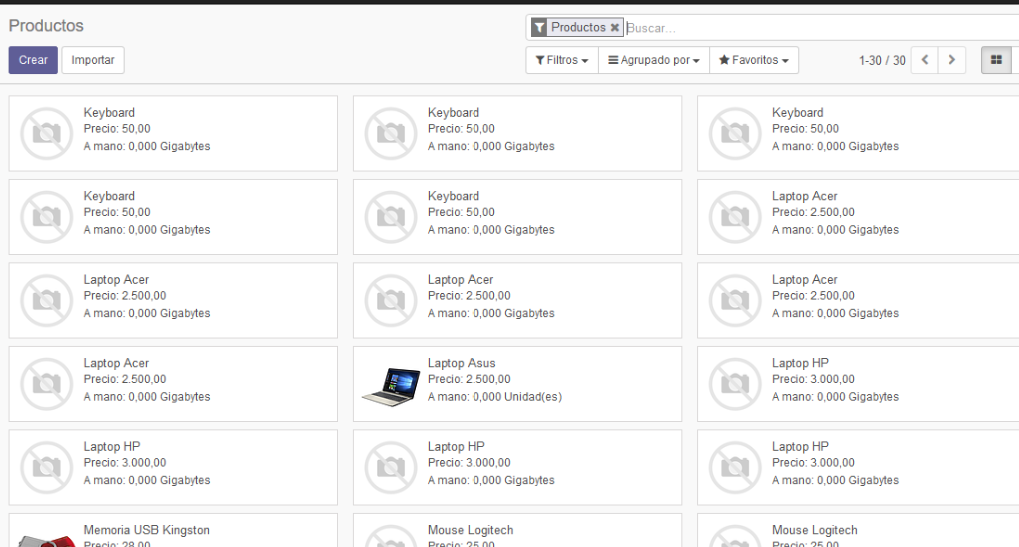 Productos
Productos ✖ Buscar...
Crear Importar
Filtros Agrupado por Favoritos 1-30 / 30
Keyboard
Precio: 50,00
A mano: 0,000 Gigabytes
Keyboard
Precio: 50,00
A mano: 0,000 Gigabytes
Keyboard
Precio: 50,00
A mano: 0,000 Gigabytes
Keyboard
Precio: 50,00
A mano: 0,000 Gigabytes
Keyboard
Precio: 50,00
A mano: 0,000 Gigabytes
Laptop Acer
Precio: 2.500,00
A mano: 0,000 Gigabytes
Laptop Acer
Precio: 2.500,00
A mano: 0,000 Gigabytes
Laptop Acer
Precio: 2.500,00
A mano: 0,000 Gigabytes
Laptop Acer
Precio: 2.500,00
A mano: 0,000 Gigabytes
Laptop Acer
Precio: 2.500,00
A mano: 0,000 Gigabytes
Laptop Asus
Precio: 2.500,00
A mano: 0,000 Unidad(es)
Laptop HP
Precio: 3.000,00
A mano: 0,000 Gigabytes
Laptop HP
Precio: 3.000,00
A mano: 0,000 Gigabytes
Laptop HP
Precio: 3.000,00
A mano: 0,000 Gigabytes
Laptop HP
Precio: 3.000,00
A mano: 0,000 Gigabytes
Memoria USB Kingston
Precio: 28,00
Mouse Logitech
Precio: 25,00
Mouse Logitech
Precio: 25,00